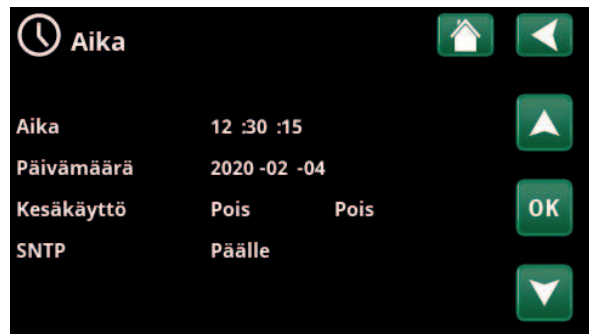 Aika
Aika 12 :30 :15
Päivämäärä 2020 -02 -04
Kesäkäyttö Pois Pois
OK
SNTP Päälle